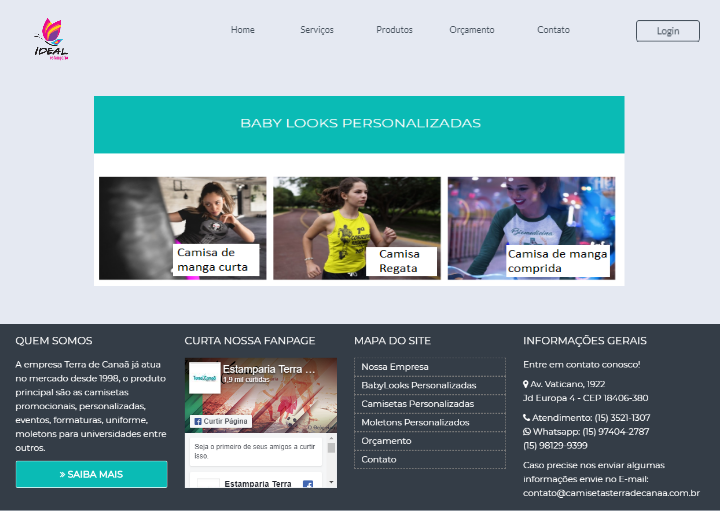 IDEAL
Home
Serviços
Produtos
Orçamento
Contato
Login
BABY LOOKS PERSONALIZADAS
Camisa de
manga curta
Camisa
Regata
Camisa de manga
comprida
QUEM SOMOS
A empresa Terra de Canaã já atua
no mercado desde 1998, o produto
principal são as camisetas
promocionais, personalizadas,
eventos, formaturas, uniforme,
moletons para universidades entre
outros.
» SAIBA MAIS
CURTA NOSSA FANPAGE
Estamparia Terra ...
1,9 mil curtidas
Curtir Página
Seja o primeiro de seus amigos a curtir
isso.
Estamparia Terra
MAPA DO SITE
Nossa Empresa
BabyLooks Personalizadas
Camisetas Personalizadas
Moletons Personalizados
Orçamento
Contato
INFORMAÇÕES GERAIS
Entre em contato conosco!
Av. Vaticano, 1922
Jd Europa 4 - CEP 18406-380
Atendimento: (15) 3521-1307
Whatsapp: (15) 97404-2787
(15) 98129-9399
Caso precise nos enviar algumas
informações envie no E-mail:
contato@camisetasterradecanaa.com.br